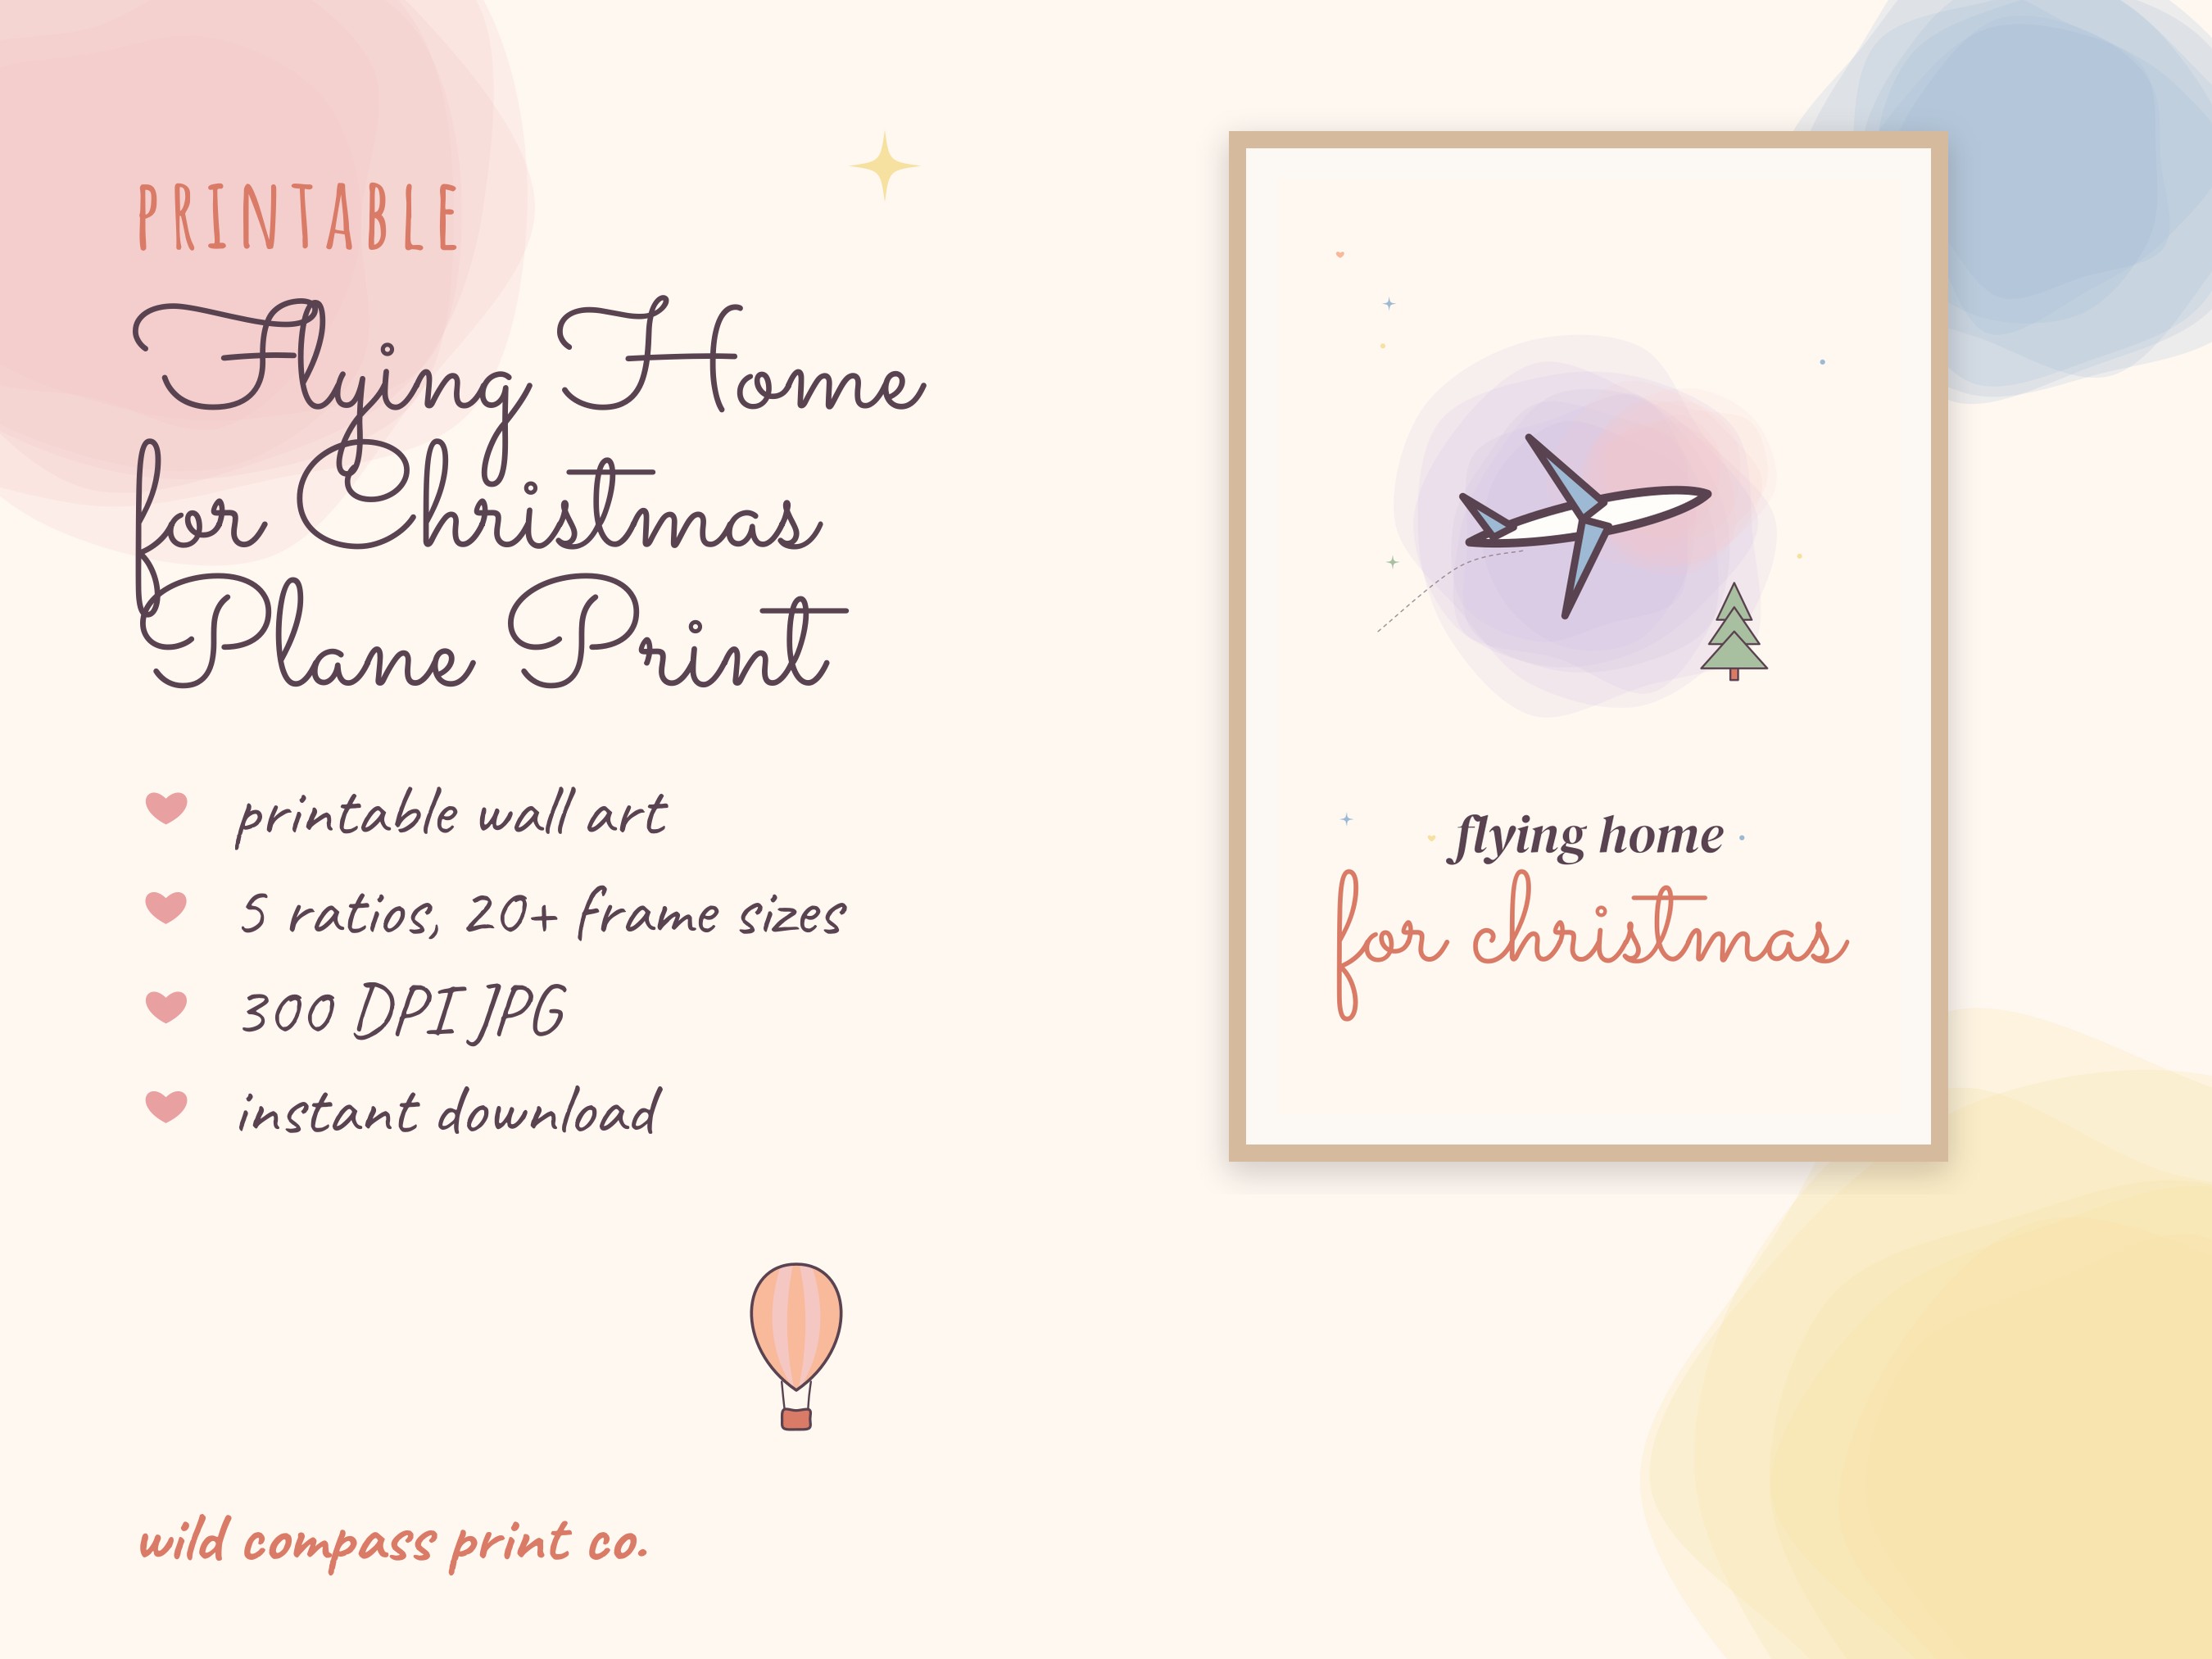 PRINTABLE
Flying Home
for Christmas
Plane Print
printable wall art
5 ratios, 20+ frame sizes
300 DPI JPG
instant download
wild compass print co.
flying home
for christmas